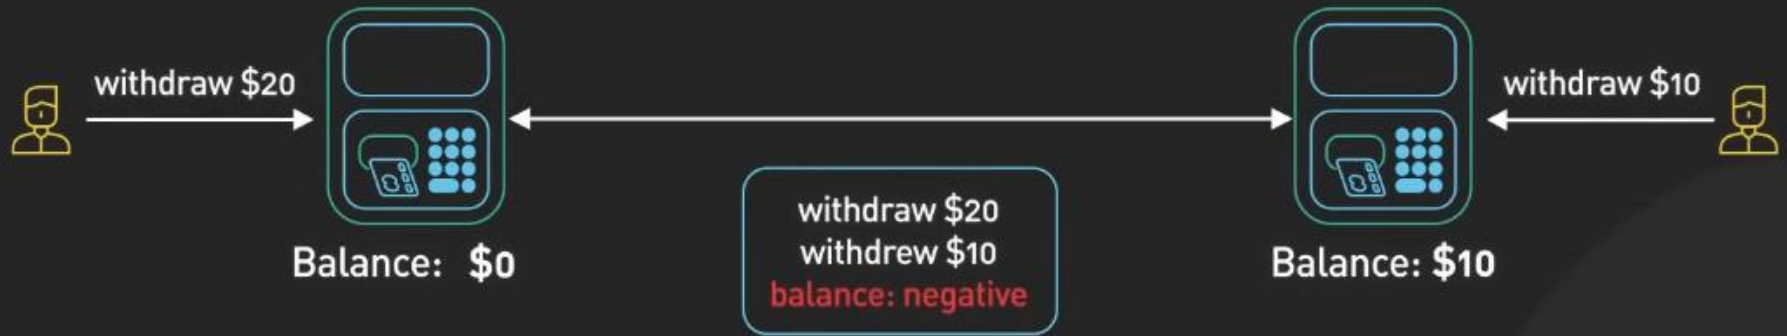 withdraw $20
withdraw $10
withdraw $20
withdrew $10
balance: negative
Balance: $0
Balance: $10